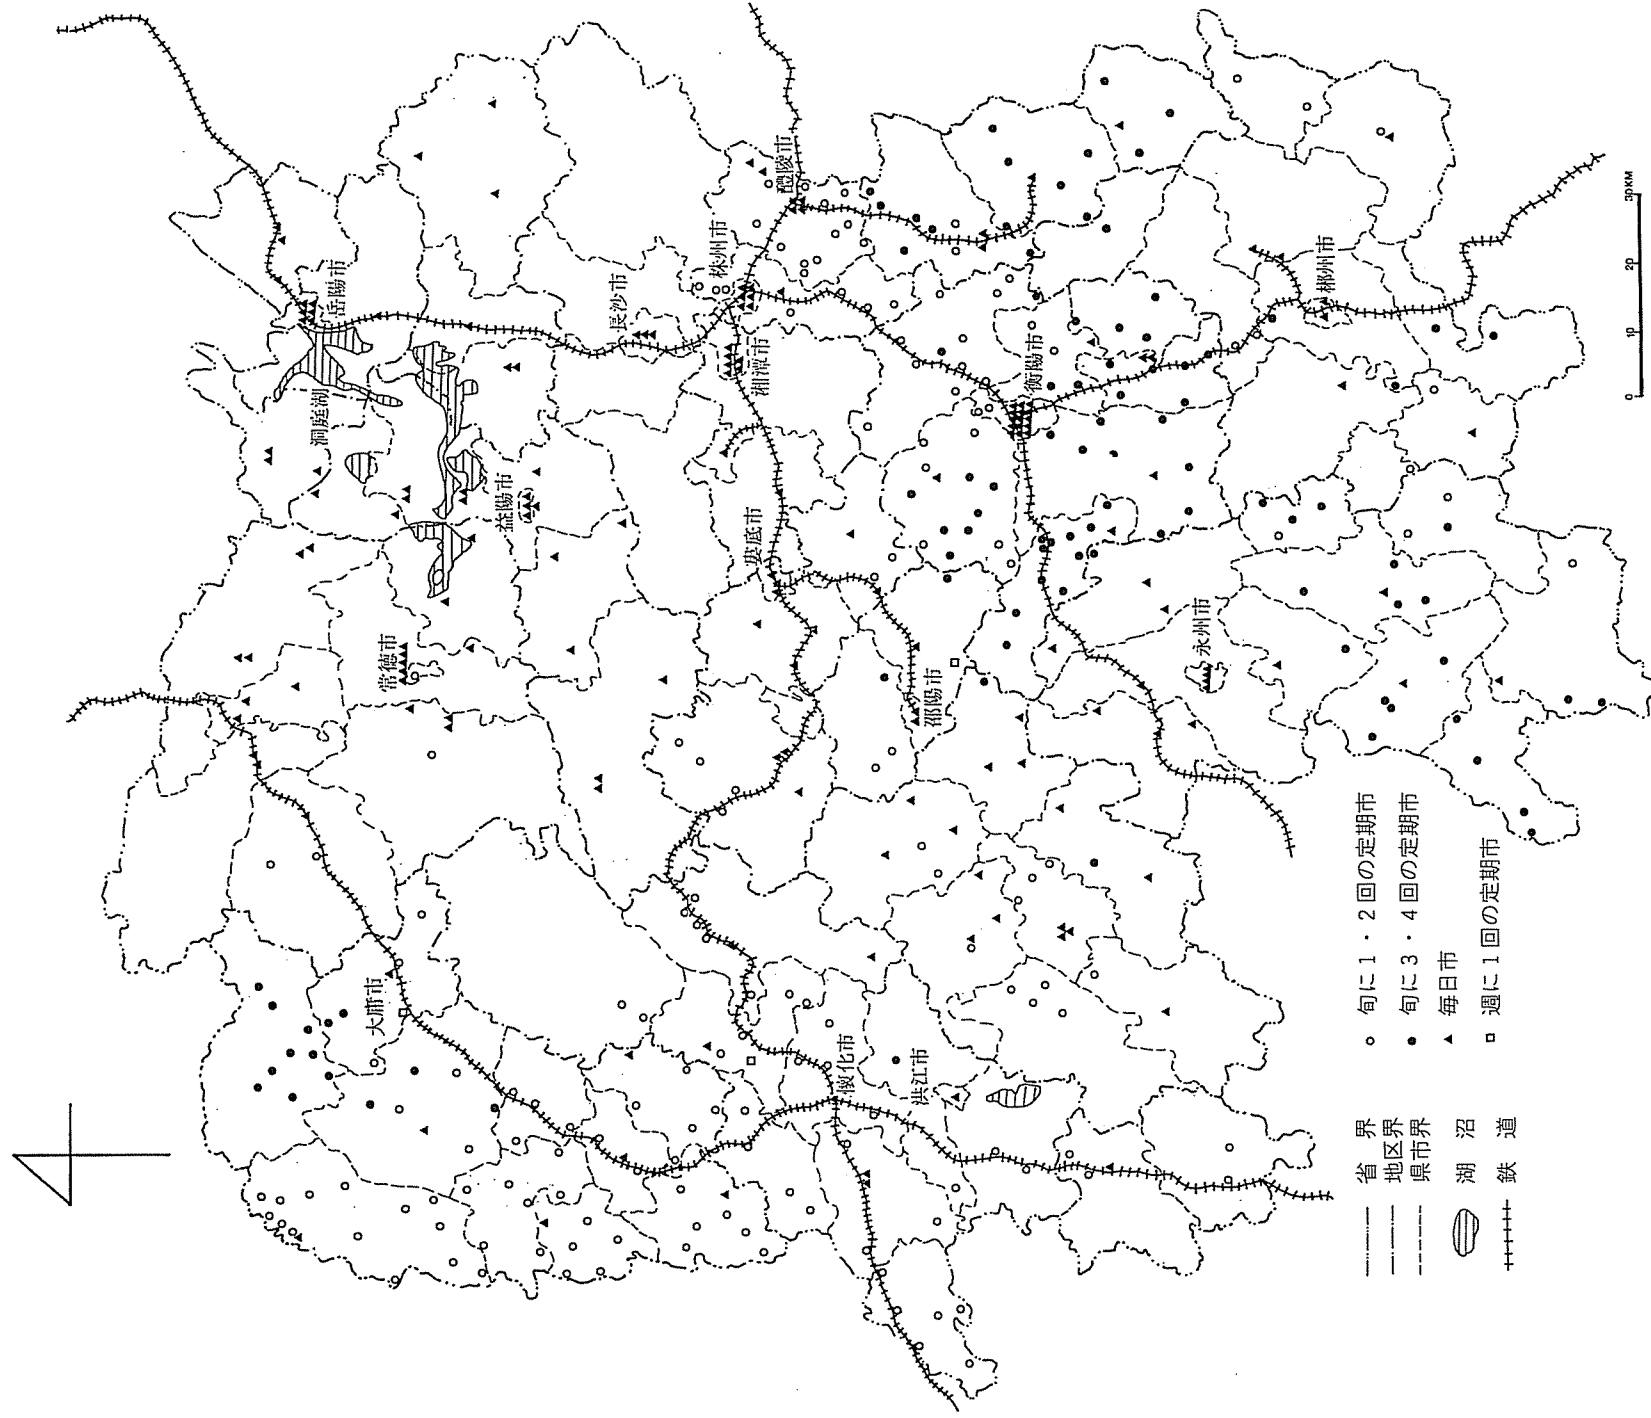 岳陽市
洞庭湖
長沙市
株州市
醴陵市
湘潭市
益陽市
常徳市
婁底市
衡陽市
郴州市
邵陽市
永州市
大庸市
懐化市
洪江市
省界
地区界
県市界
湖沼
鉄道
旬に1・2回の定期市
旬に3・4回の定期市
毎日市
週に1回の定期市
0 10 20 30KM